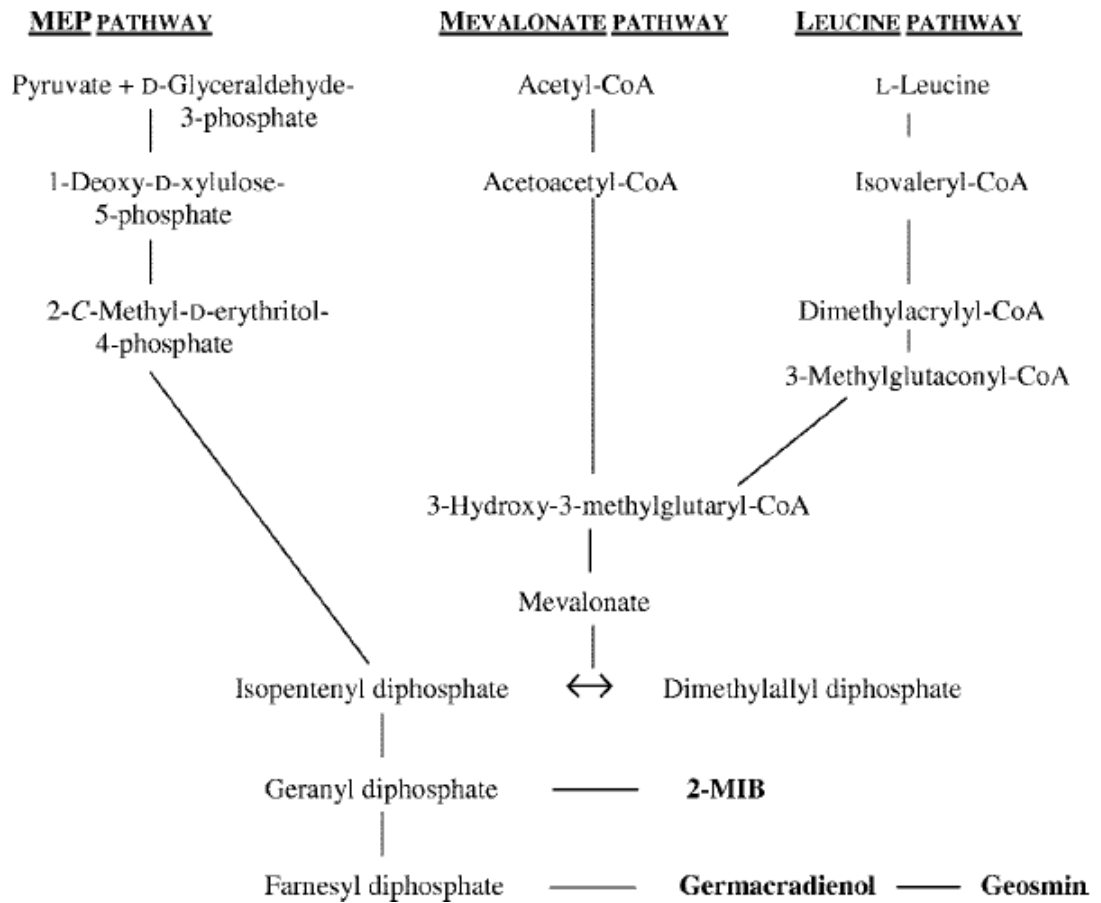 MEP PATHWAY MEVALONATE PATHWAY LEUCINE PATHWAY
Pyruvate + D-Glyceraldehyde- Acetyl-CoA L-Leucine
3-phosphate
1-Deoxy-D-xylulose- Acetoacetyl-CoA Isovaleryl-CoA
5-phosphate
2-C-Methyl-D-erythritol- Dimethylacrylyl-CoA
4-phosphate
3-Methylglutaconyl-CoA
3-Hydroxy-3-methylglutaryl-CoA
Mevalonate
Isopentenyl diphosphate Dimethylallyl diphosphate
Geranyl diphosphate 2-MIB
Farnesyl diphosphate Germacradienol Geosmin